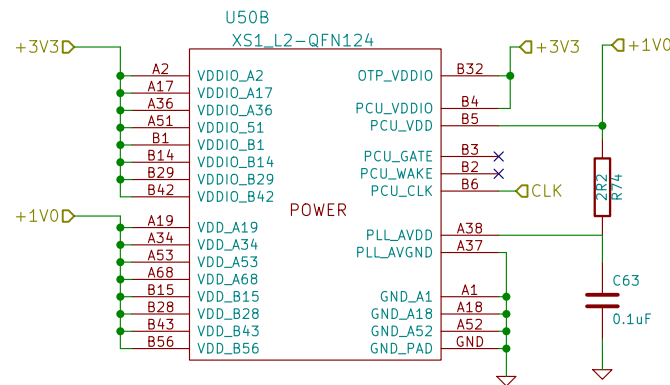 U50B
XS1_L2-QFN124
+3V3
+3V3
+1V0
A2 VDDIO_A2
A17 VDDIO_A17
A36 VDDIO_A36
A51 VDDIO_51
B1 VDDIO_B1
B14 VDDIO_B14
B29 VDDIO_B29
B42 VDDIO_B42
OTP_VDDIO B32
PCU_VDDIO B4
PCU_VDD B5
PCU_GATE B3
PCU_WAKE B2
PCU_CLK B6
CLK
2R2
R74
POWER
+1V0
A19 VDD_A19
A34 VDD_A34
A53 VDD_A53
A68 VDD_A68
B15 VDD_B15
B28 VDD_B28
B43 VDD_B43
B56 VDD_B56
PLL_AVDD A38
PLL_AVGND A37
GND_A1 A1
GND_A18 A18
GND_A52 A52
GND_PAD GND
C63
0.1uF